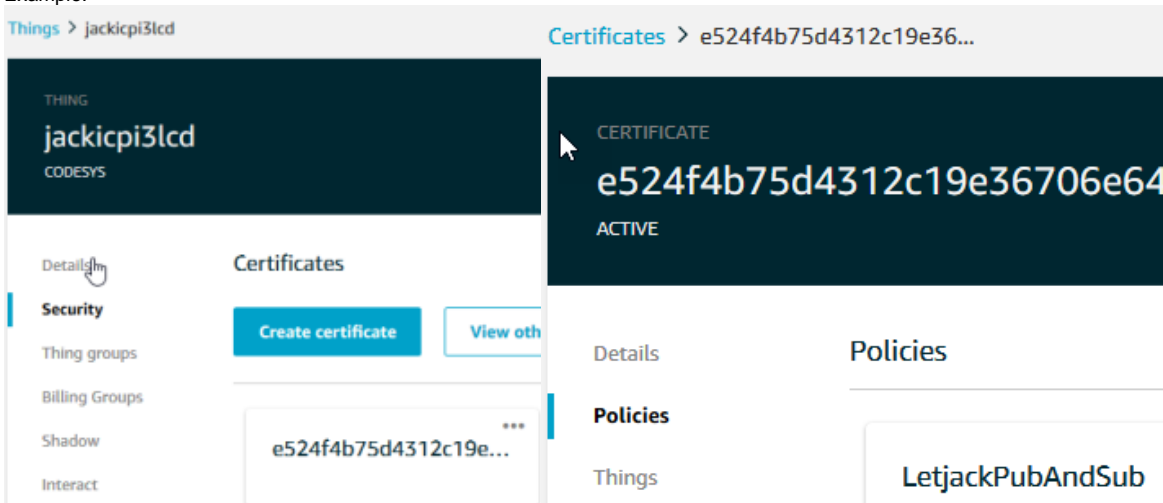 Example:
Things > jackicpi3lcd
THING
jackicpi3lcd
CODESYS
Details
Security
Thing groups
Billing Groups
Shadow
Interact
Certificates
Create certificate
View oth
e524f4b75d4312c19e...
Certificates > e524f4b75d4312c19e36...
CERTIFICATE
e524f4b75d4312c19e36706e64
ACTIVE
Details
Policies
Things
Policies
LetjackPubAndSub